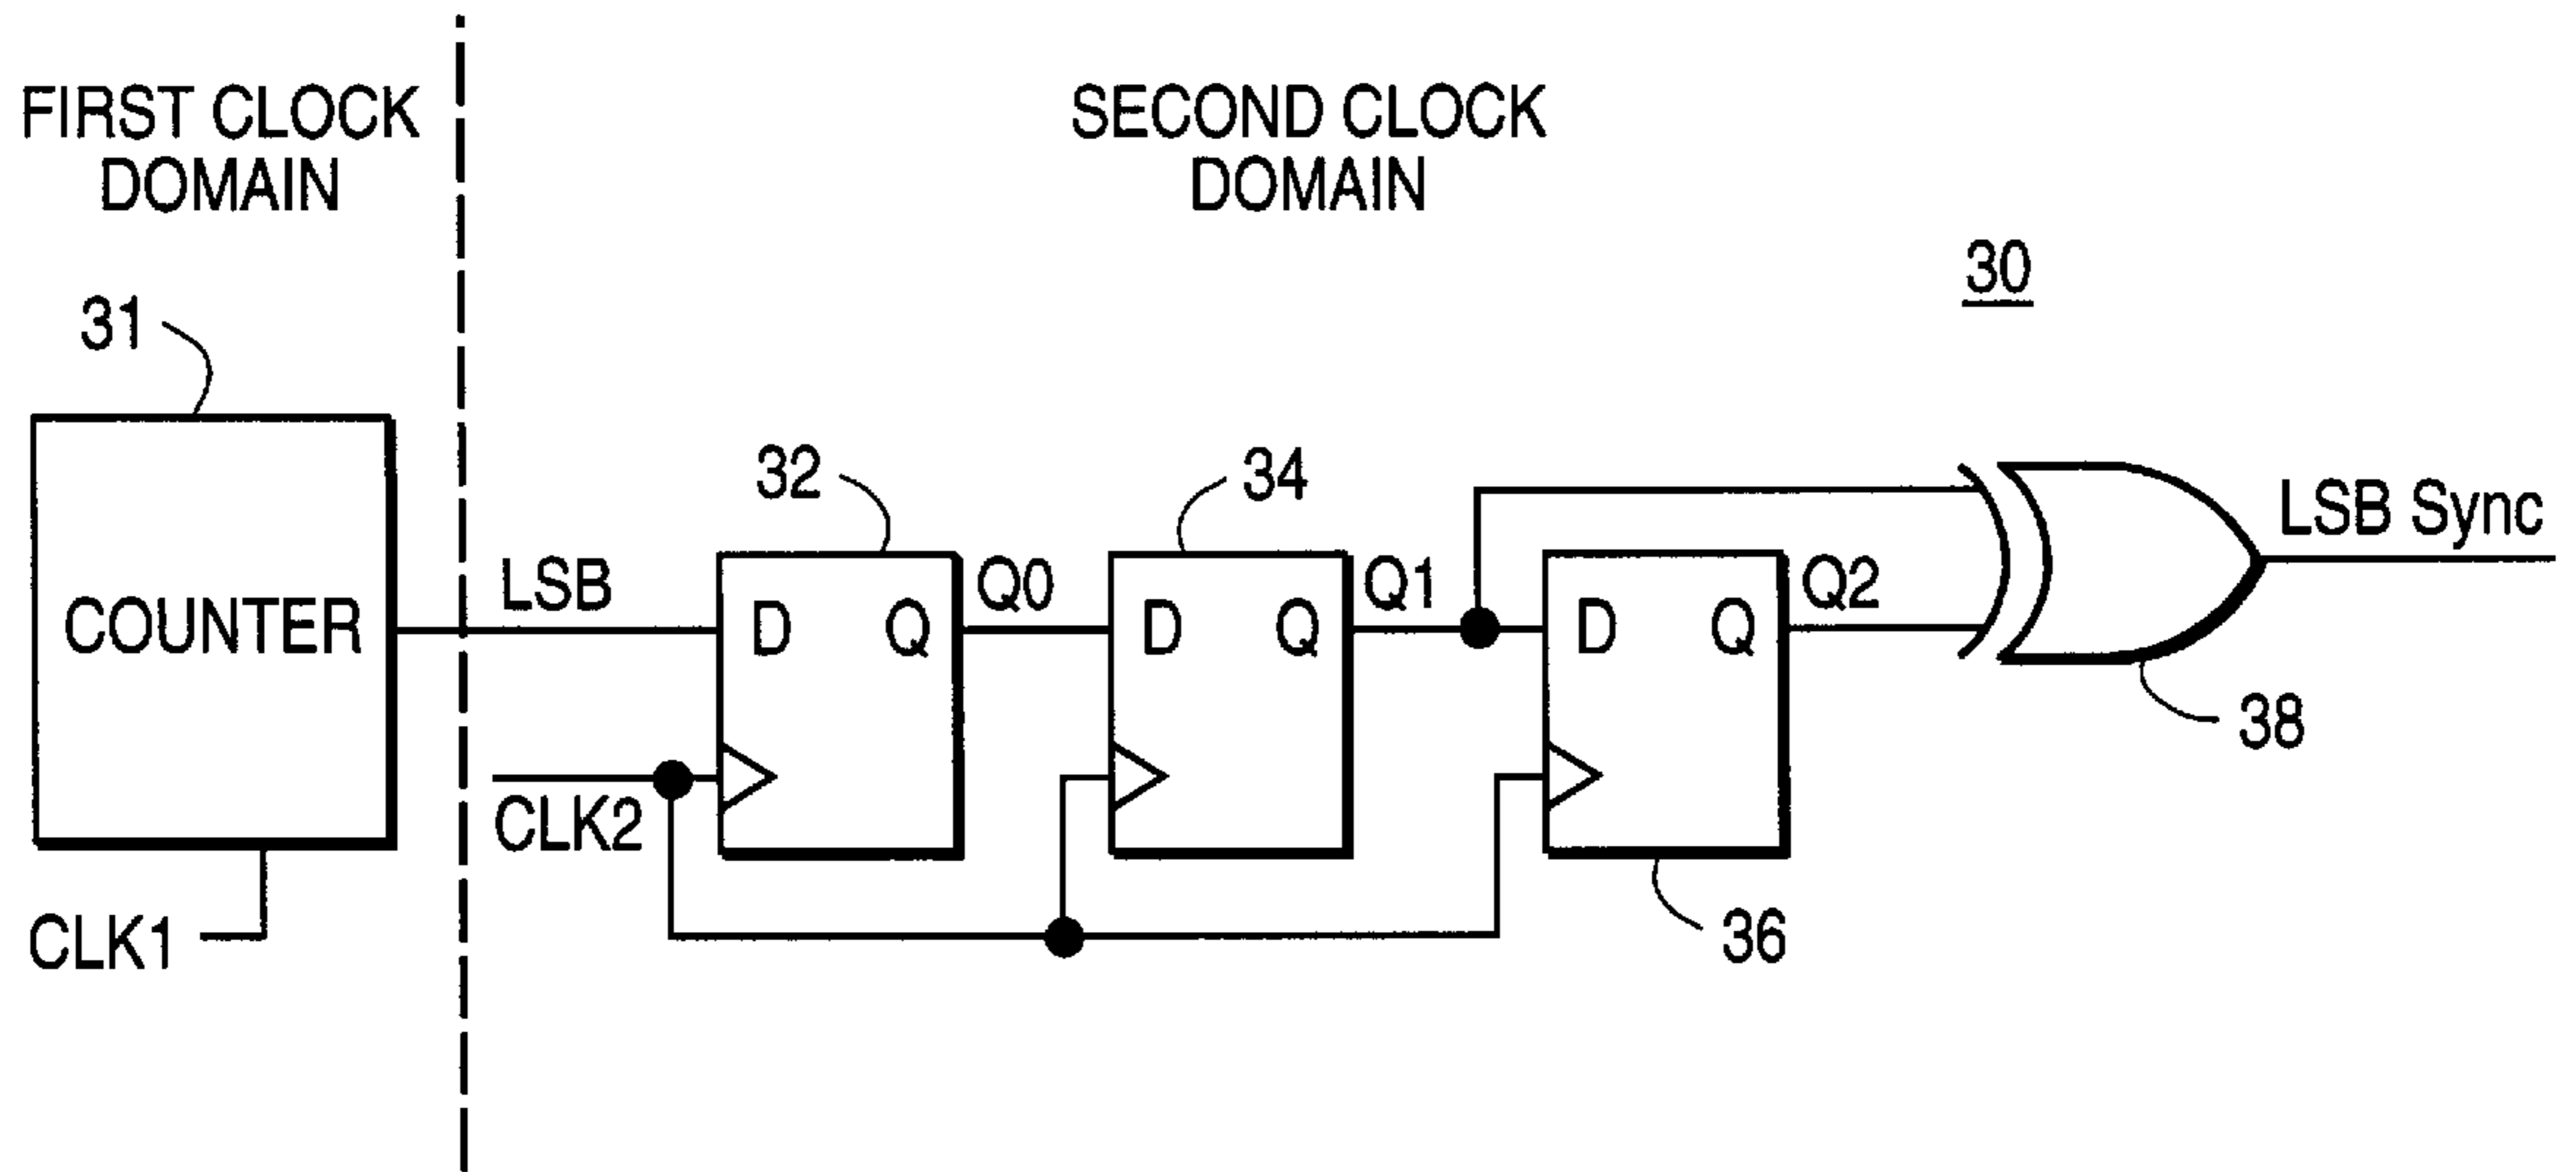 FIRST CLOCK
DOMAIN
SECOND CLOCK
DOMAIN
30
31
32
34
LSB Sync
COUNTER
LSB
D
Q
Q0
D
Q
Q1
D
Q
Q2
38
CLK2
CLK1
36